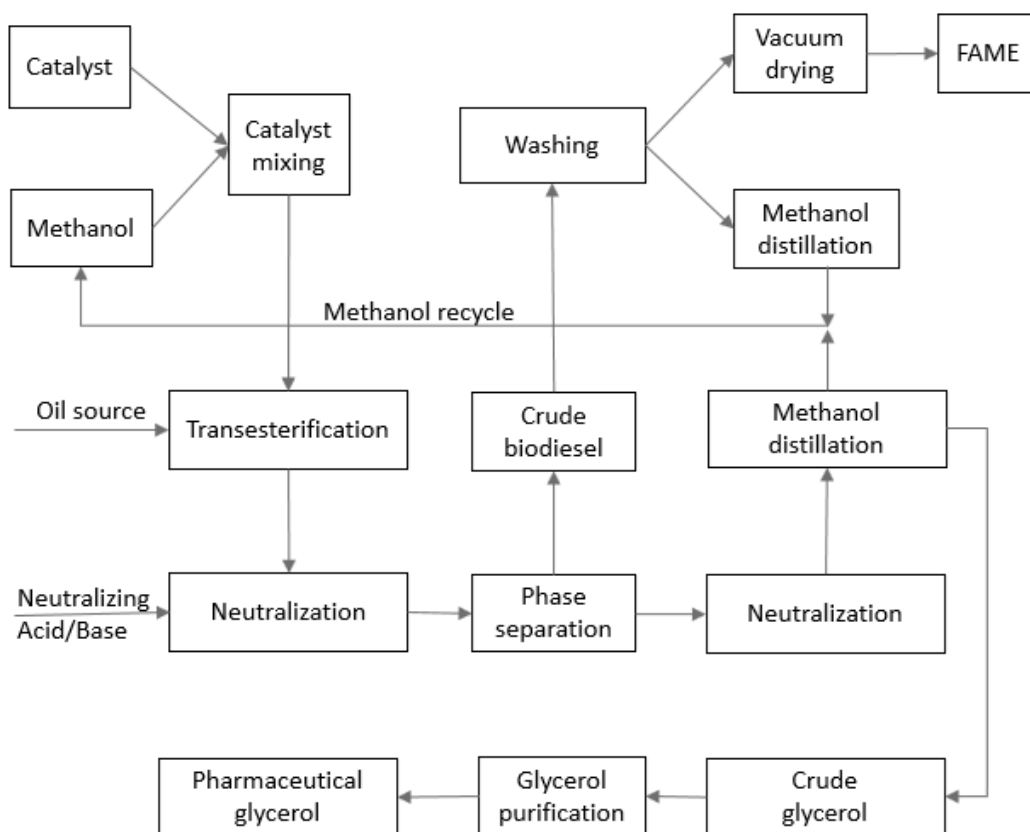 Catalyst
Methanol
Catalyst
mixing
Washing
Vacuum
drying
FAME
Methanol
distillation
Methanol recycle
Oil source
Transesterification
Crude
biodiesel
Methanol
distillation
Neutralizing
Acid/Base
Neutralization
Phase
separation
Neutralization
Pharmaceutical
glycerol
Glycerol
purification
Crude
glycerol